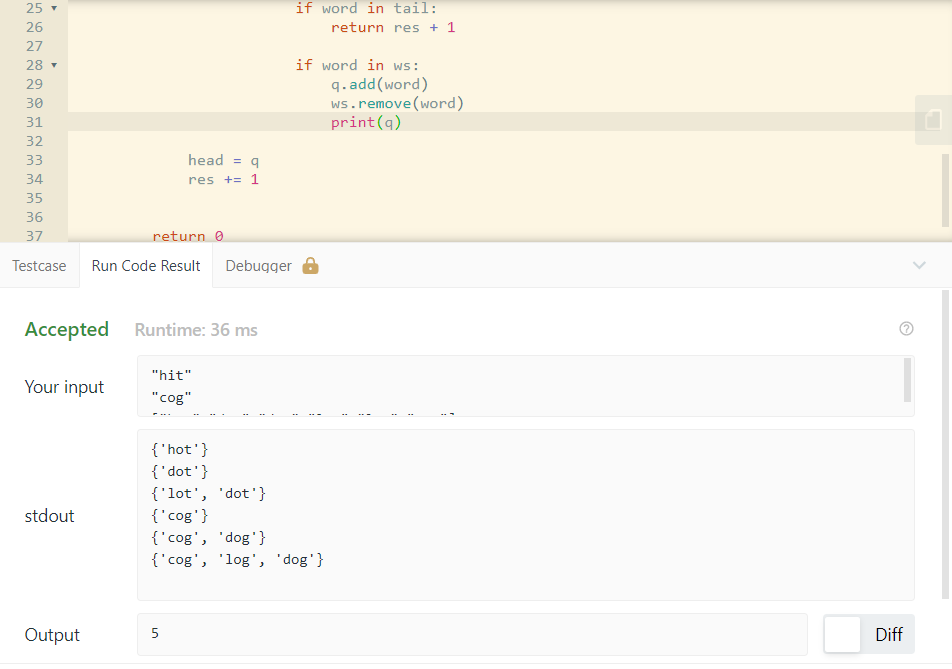 25 if word in tail:
26 return res + 1
27
28 if word in ws:
29 q.add(word)
30 ws.remove(word)
31 print(q)
32
33 head = q
34 res += 1
35
36
37 return 0
Testcase Run Code Result Debugger
Accepted Runtime: 36 ms
Your input
"hit"
"cog"
stdout
{'hot'}
{'dot'}
{'lot', 'dot'}
{'cog'}
{'cog', 'dog'}
{'cog', 'log', 'dog'}
Output 5 Diff